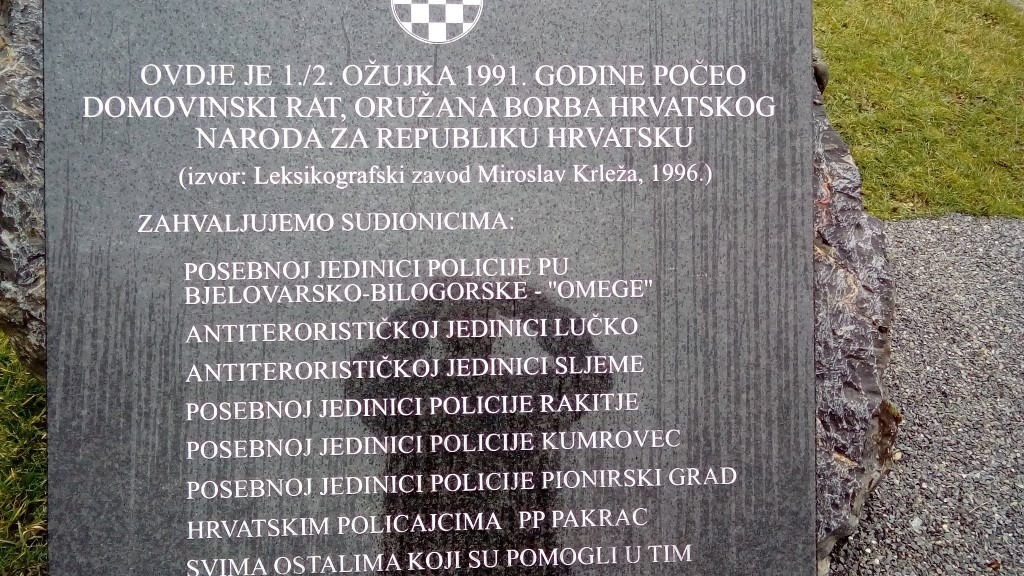 OVDJE JE 1./2. OŽUJKA 1991. GODINE POČEO
DOMOVINSKI RAT, ORUŽANA BORBA HRVATSKOG
NARODA ZA REPUBLIKU HRVATSKU
(izvor: Leksikografski zavod Miroslav Krleža, 1996.)
ZAHVALJUJEMO SUDIONICIMA:
POSEBNOJ JEDINICI POLICIJE PU
BJELOVARSKO-BILOGORSKE - "OMEGE"
ANTITERORISTIČKOJ JEDINICI LUČKO
ANTITERORISTIČKOJ JEDINICI SLJEME
POSEBNOJ JEDINICI POLICIJE RAKITJE
POSEBNOJ JEDINICI POLICIJE KUMROVEC
POSEBNOJ JEDINICI POLICIJE PIONIRSKI GRAD
HRVATSKIM POLICAJCIMA PP PAKRAC
SVIMA OSTALIMA KOJI SU POMOGLI U TIM